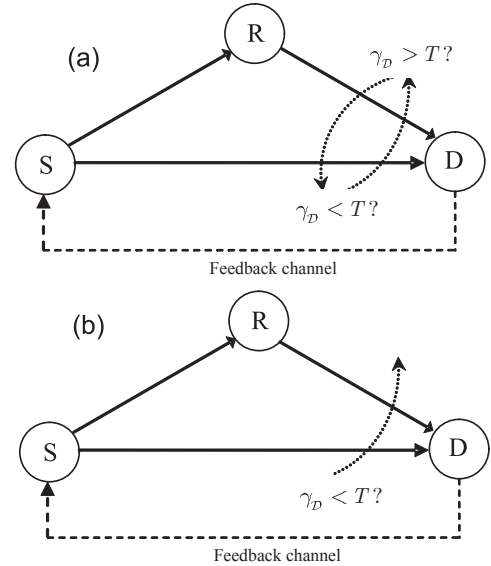 R
(a)
γ_D > T ?
S
D
γ_D < T ?
Feedback channel
(b)
R
S
D
γ_D < T ?
Feedback channel